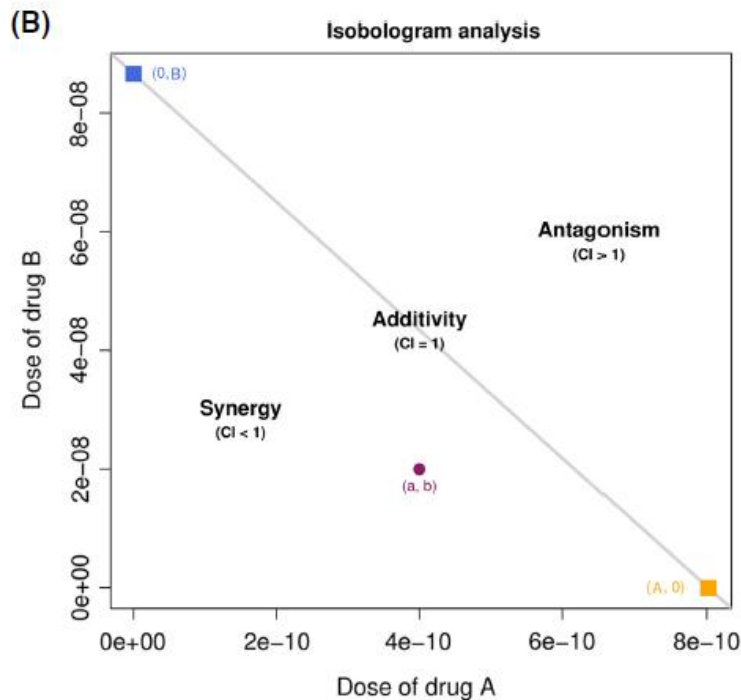 (B)
Isobologram analysis
(0,B)
8e-08
Antagonism
(CI > 1)
6e-08
Dose of drug B
Additivity
(CI = 1)
4e-08
Synergy
(CI < 1)
2e-08
(a, b)
(A, 0)
0e+00
0e+00 2e-10 4e-10 6e-10 8e-10
Dose of drug A